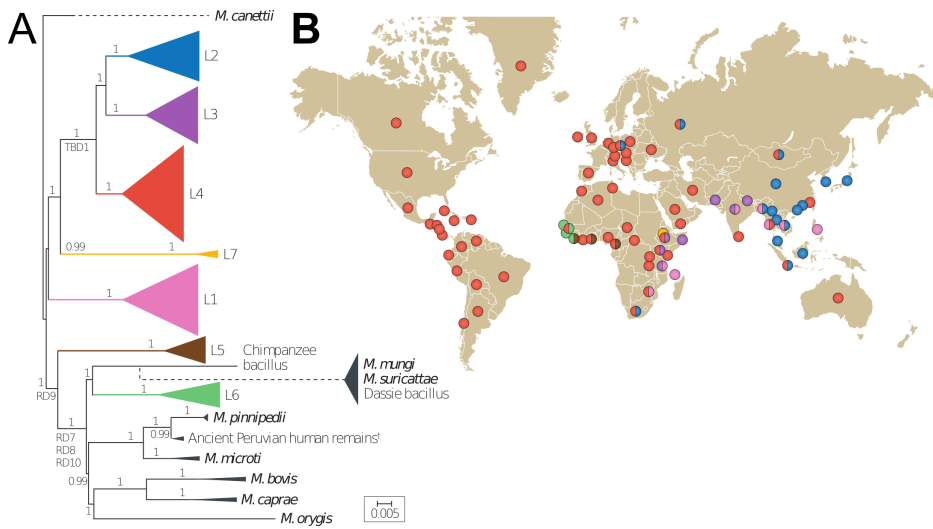 A
B
M. canettii
1
L2
1
1
L3
1
1
TBD1
L4
1
1
0.99
1
L7
1
L1
1
L5
Chimpanzee
bacillus
M. mungi
M. suricattae
Dassie bacillus
1
RD9
1
L6
1
RD7
RD8
RD10
1
M. pinnipedii
1
1
0.99
Ancient Peruvian human remains†
1
M. microti
0.99
1
M. bovis
1
1
M. caprae
1
M. orygis
0.005